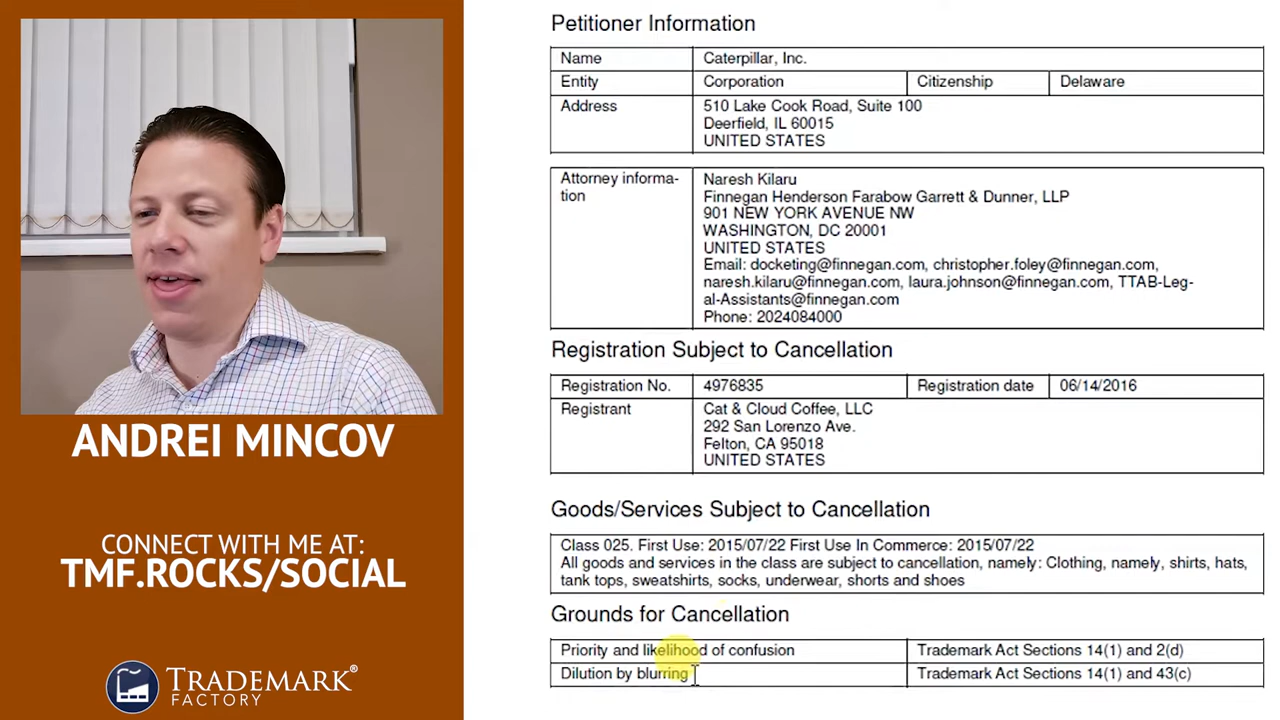 ANDREI MINCOV
CONNECT WITH ME AT:
TMF.ROCKS/SOCIAL
TRADEMARK®
FACTORY
Petitioner Information
Name Caterpillar, Inc.
Entity Corporation Citizenship Delaware
Address 510 Lake Cook Road, Suite 100
Deerfield, IL 60015
UNITED STATES
Attorney informa- Naresh Kilaru
tion Finnegan Henderson Farabow Garrett & Dunner, LLP
901 NEW YORK AVENUE NW
WASHINGTON, DC 20001
UNITED STATES
Email: docketing@finnegan.com, christopher.foley@finnegan.com,
naresh.kilaru@finnegan.com, laura.johnson@finnegan.com, TTAB-Leg-
al-Assistants@finnegan.com
Phone: 2024084000
Registration Subject to Cancellation
Registration No. 4976835 Registration date 06/14/2016
Registrant Cat & Cloud Coffee, LLC
292 San Lorenzo Ave.
Felton, CA 95018
UNITED STATES
Goods/Services Subject to Cancellation
Class 025. First Use: 2015/07/22 First Use In Commerce: 2015/07/22
All goods and services in the class are subject to cancellation, namely: Clothing, namely, shirts, hats,
tank tops, sweatshirts, socks, underwear, shorts and shoes
Grounds for Cancellation
Priority and likelihood of confusion Trademark Act Sections 14(1) and 2(d)
Dilution by blurring Trademark Act Sections 14(1) and 43(c)